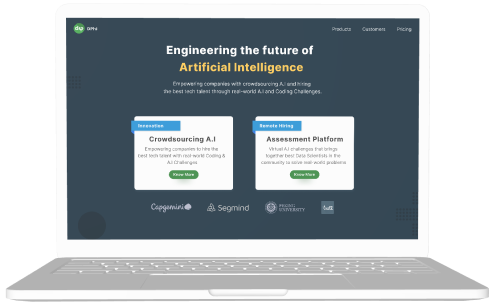 DPhi
Products Customers Pricing
Engineering the future of
Artificial Intelligence
Empowering companies with crowdsourcing A.I and hiring
the best tech talent through real-world A.I and Coding Challenges.
Innovation
Crowdsourcing A.I
Empowering companies to hire the
best tech talent with real-world Coding &
A.I Challenges
Know More
Remote Hiring
Assessment Platform
Virtual A.I challenges that brings
together best Data Scientists in the
community to solve real-world problems
Know More
Capgemini
Segmind
UNIVERSITY